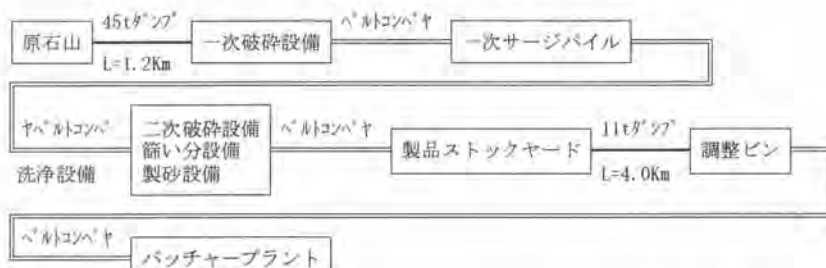 45tダンプ ベルトコンベヤ
原石山 一次破砕設備 一次サージパイル
L=1.2Km
ヤベルトコンベ 二次破砕設備 ベルトコンベヤ 11tダンプ
篩い分設備 製品ストックヤード 調整ビン
洗浄設備 製砂設備 L=4.0Km
ベルトコンベヤ
バッチャープラント